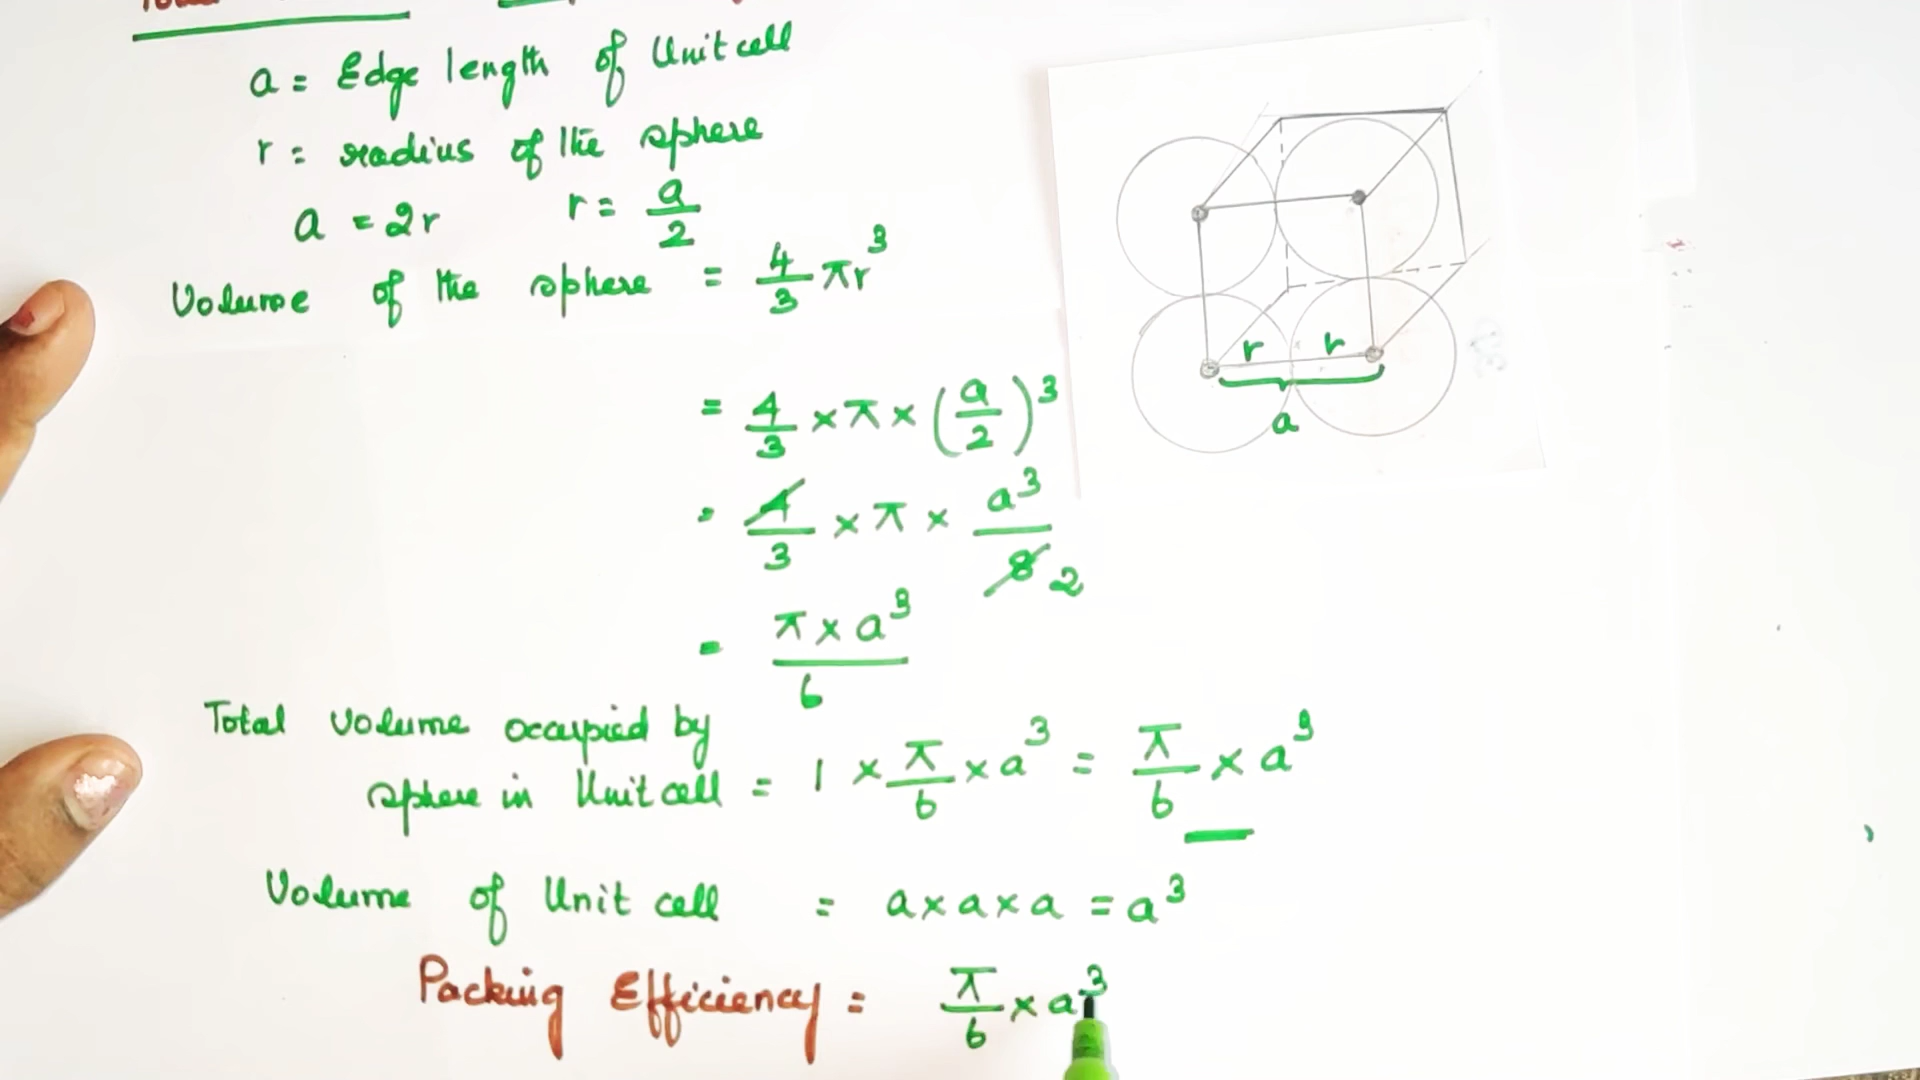 a = Edge length of Unit cell
r = radius of the sphere
a = 2r r = a/2
Volume of the sphere = 4/3 πr³
= 4/3 × π × (a/2)³
= 4/3 × π × a³/8 2
= π × a³/6
Total volume occupied by
sphere in Unit cell = 1 × π/6 × a³ = π/6 × a³
Volume of Unit cell = a × a × a = a³
Packing Efficiency = π/6 × a³
r r
a